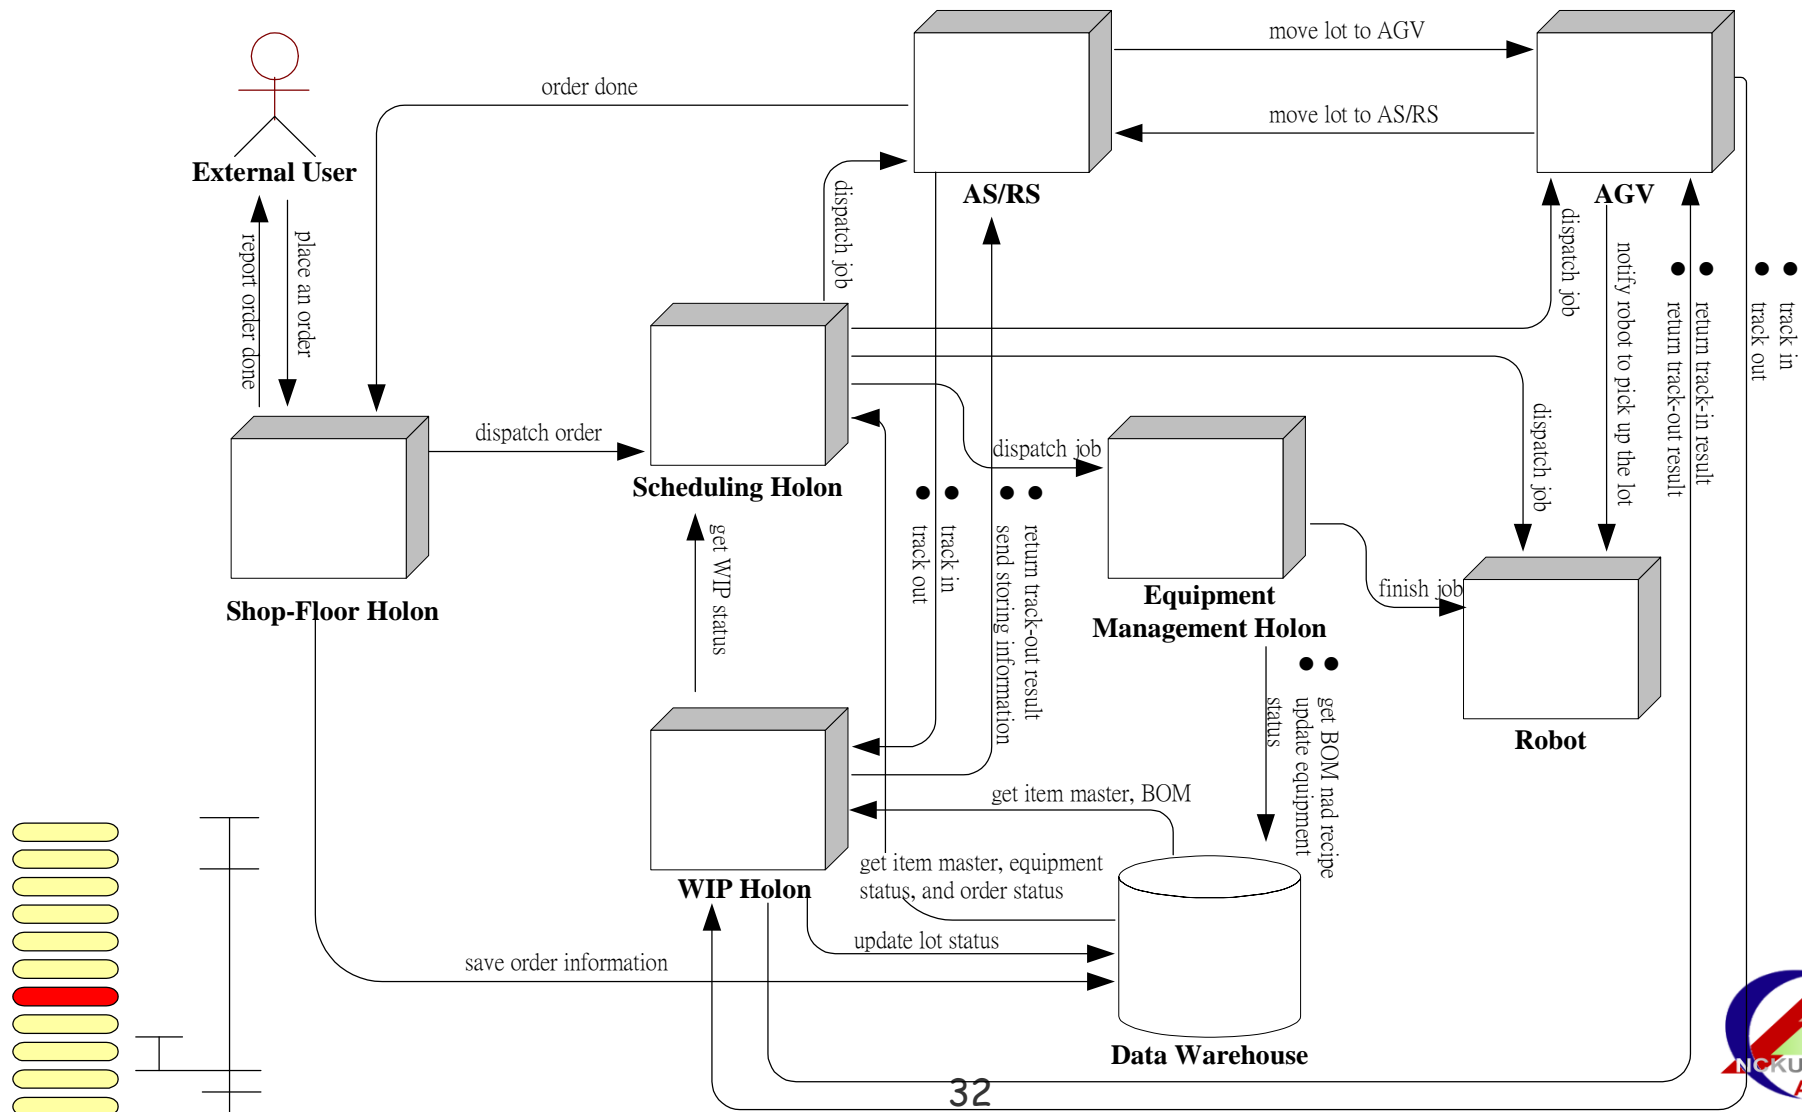 move lot to AGV
order done
move lot to AS/RS
External User
AS/RS
AGV
dispatch job
dispatch job
report order done
place an order
notify robot to pick up the lot
• return track-out result
• return track-in result
• track out
• track in
dispatch order
dispatch job
dispatch job
Scheduling Holon
• track out
• track in
• send storing information
• return track-out result
get WIP status
finish job
Equipment
Management Holon
Shop-Floor Holon
Robot
• get BOM nad recipe
• update equipment
status
get item master, BOM
get item master, equipment
status, and order status
WIP Holon
update lot status
save order information
Data Warehouse
32
NCKU